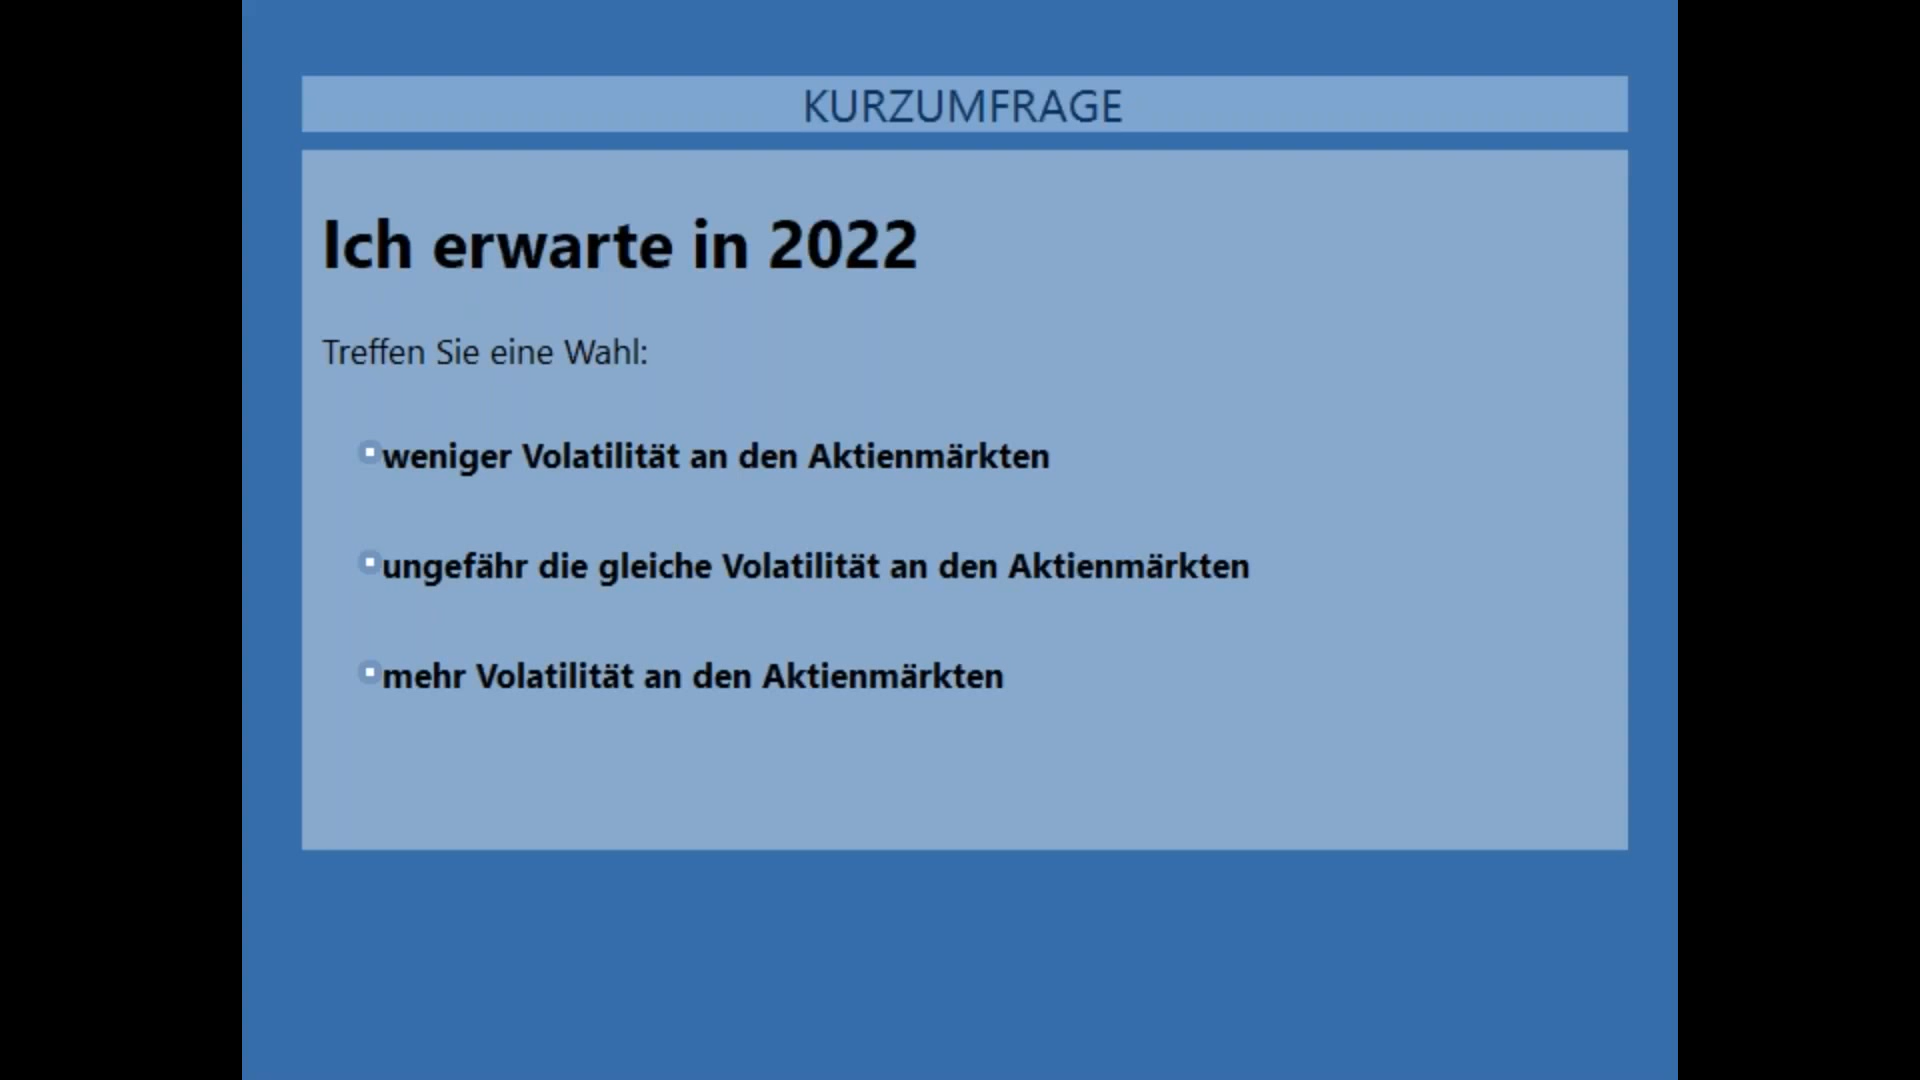 KURZUMFRAGE
Ich erwarte in 2022
Treffen Sie eine Wahl:
weniger Volatilität an den Aktienmärkten
ungefähr die gleiche Volatilität an den Aktienmärkten
mehr Volatilität an den Aktienmärkten